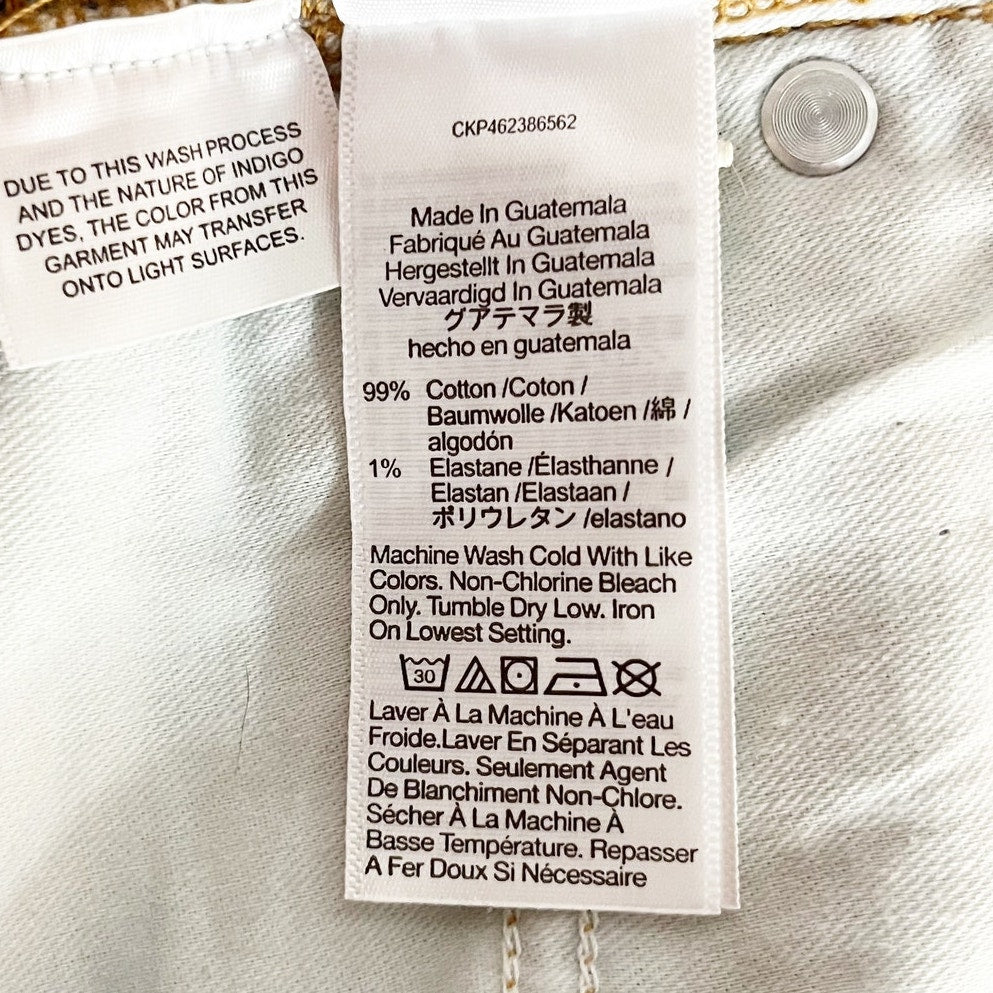 DUE TO THIS WASH PROCESS
AND THE NATURE OF INDIGO
DYES, THE COLOR FROM THIS
GARMENT MAY TRANSFER
ONTO LIGHT SURFACES.
CKP462386562
Made In Guatemala
Fabriqué Au Guatemala
Hergestellt In Guatemala
Vervaardigd In Guatemala
グアテマラ製
hecho en guatemala
99% Cotton /Coton /
Baumwolle /Katoen /綿 /
algodón
1% Elastane /Élasthanne /
Elastan /Elastaan /
ポリウレタン /elastano
Machine Wash Cold With Like
Colors. Non-Chlorine Bleach
Only. Tumble Dry Low. Iron
On Lowest Setting.
30
Laver À La Machine À L'eau
Froide.Laver En Séparant Les
Couleurs. Seulement Agent
De Blanchiment Non-Chlore.
Sécher À La Machine À
Basse Température. Repasser
A Fer Doux Si Nécessaire